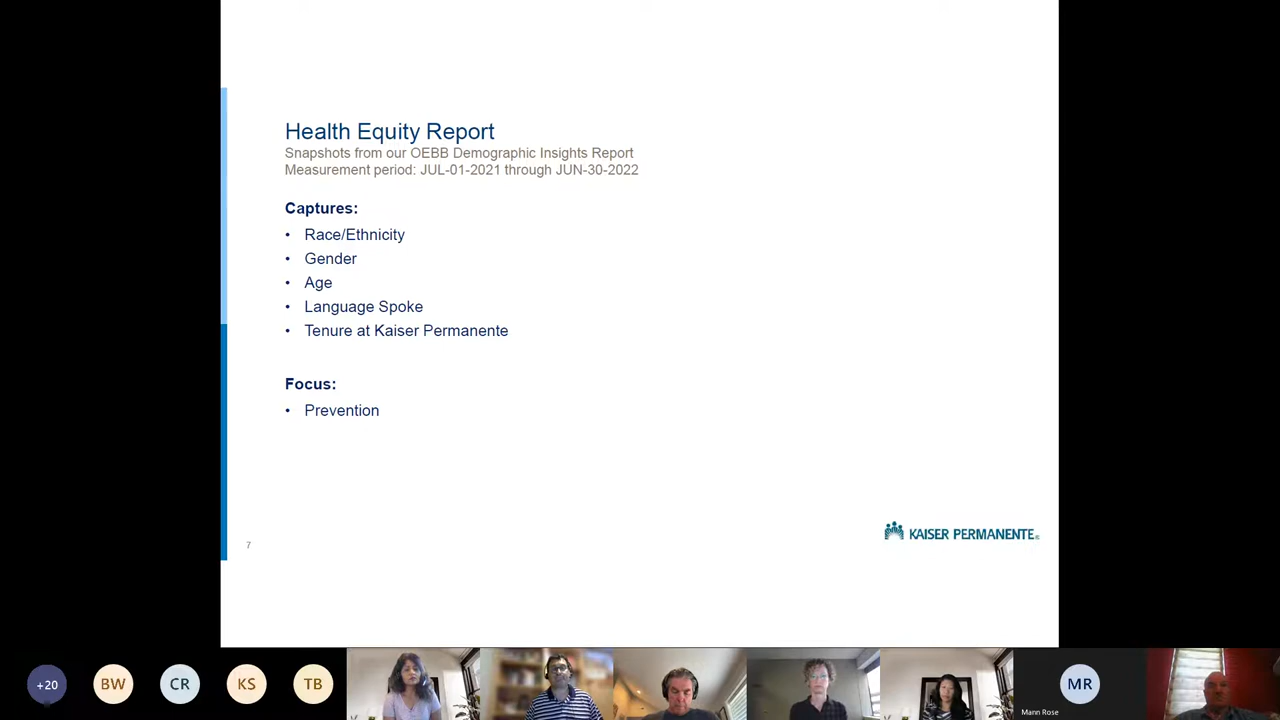 Health Equity Report
Snapshots from our OEBB Demographic Insights Report
Measurement period: JUL-01-2021 through JUN-30-2022
Captures:
• Race/Ethnicity
• Gender
• Age
• Language Spoke
• Tenure at Kaiser Permanente
Focus:
• Prevention
KAISER PERMANENTE®
7
+20
BW
CR
KS
TB
MR
Mann Rose